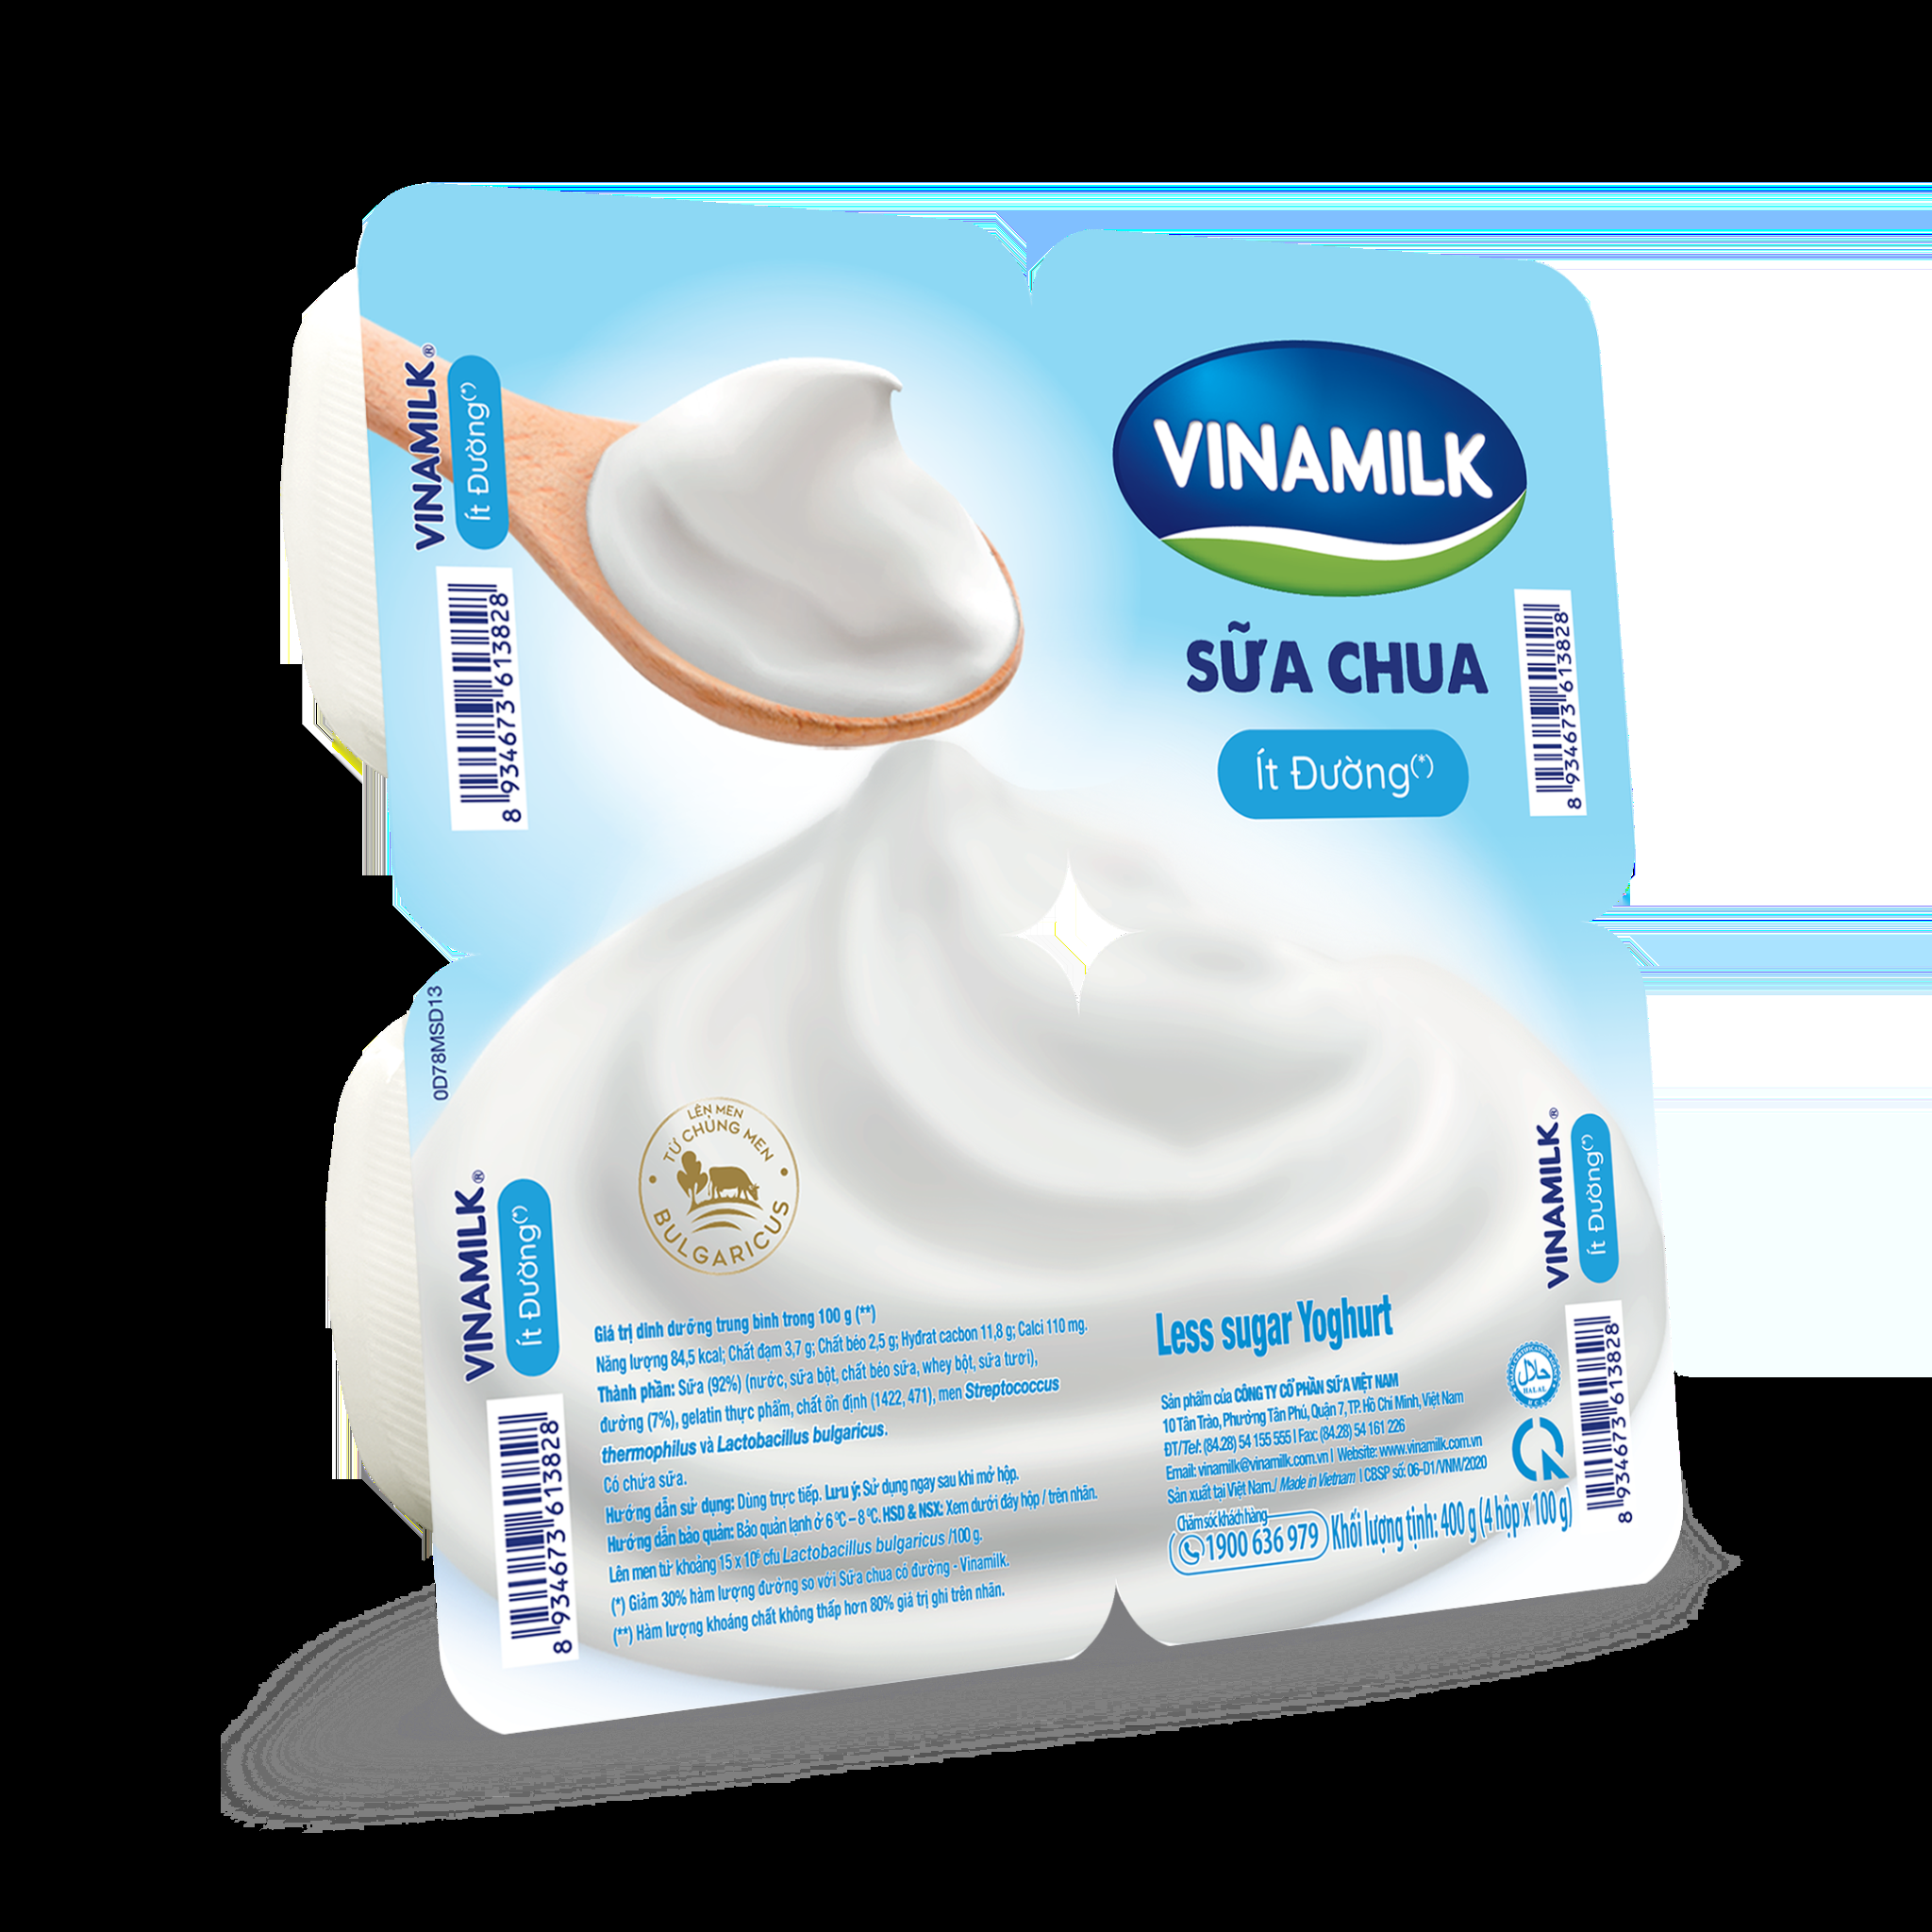 VINAMILK®
Ít Đường(*)
8 934673 613828
VINAMILK
SỮA CHUA
Ít Đường(*)
8 934673 613828
0D78MSD13
LÊN MEN
TỪ CHỦNG MEN
BULGARICUS
VINAMILK®
Ít Đường(*)
8 934673 613828
Giá trị dinh dưỡng trung bình trong 100 g (**)
Năng lượng 84,5 kcal; Chất đạm 3,7 g; Chất béo 2,5 g; Hyđrat cacbon 11,8 g; Calci 110 mg.
Thành phần: Sữa (92%) (nước, sữa bột, chất béo sữa, whey bột, sữa tươi),
đường (7%), gelatin thực phẩm, chất ổn định (1422, 471), men Streptococcus
thermophilus và Lactobacillus bulgaricus.
Có chứa sữa.
Hướng dẫn sử dụng: Dùng trực tiếp. Lưu ý: Sử dụng ngay sau khi mở hộp.
Hướng dẫn bảo quản: Bảo quản lạnh ở 6 °C – 8 °C. HSD & NSX: Xem dưới đáy hộp / trên nhãn.
Lên men từ khoảng 15 x 10⁶ cfu Lactobacillus bulgaricus /100 g.
(*) Giảm 30% hàm lượng đường so với Sữa chua có đường - Vinamilk.
(**) Hàm lượng khoáng chất không thấp hơn 80% giá trị ghi trên nhãn.
Less sugar Yoghurt
Sản phẩm của CÔNG TY CỔ PHẦN SỮA VIỆT NAM
10 Tân Trào, Phường Tân Phú, Quận 7, TP. Hồ Chí Minh, Việt Nam
ĐT/Tel: (84.28) 54 155 555 I Fax: (84.28) 54 161 226
Email: vinamilk@vinamilk.com.vn I Website: www.vinamilk.com.vn
Sản xuất tại Việt Nam./ Made in Vietnam I CBSP số: 06-D1/VNM/2020
Chăm sóc khách hàng
1900 636 979
Khối lượng tịnh: 400 g (4 hộp x 100 g)
حلال
HALAL
VINAMILK®
Ít Đường(*)
8 934673 613828